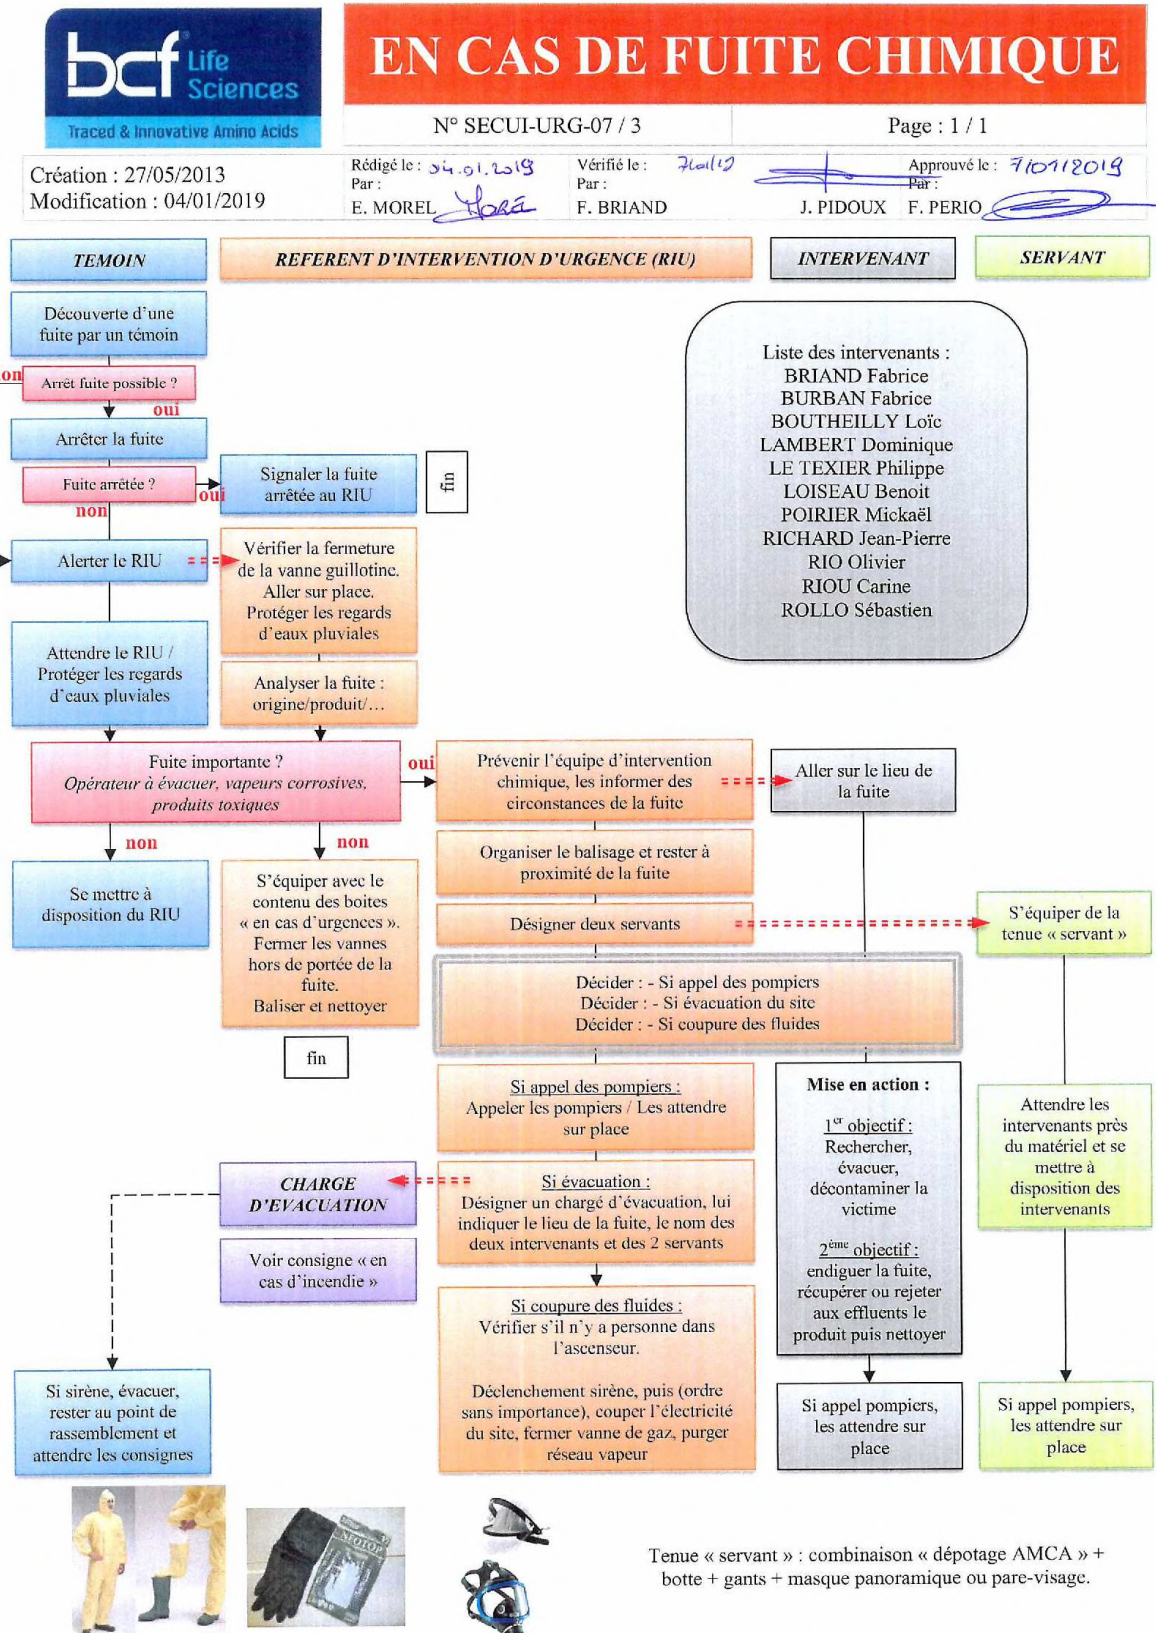 bcf Life
Sciences
Traced & Innovative Amino Acids
EN CAS DE FUITE CHIMIQUE
N° SECUI-URG-07 / 3
Page : 1 / 1
Création : 27/05/2013
Modification : 04/01/2019
Rédigé le : 04.01.2019
Par :
E. MOREL
Vérifié le :
Par :
F. BRIAND
J. PIDOUX
Approuvé le : 7/01/2019
Par :
F. PERIO
TEMOIN
REFERENT D'INTERVENTION D'URGENCE (RIU)
INTERVENANT
SERVANT
Découverte d'une
fuite par un témoin
on
Arrêt fuite possible ?
oui
Arrêter la fuite
Fuite arrêtée ?
oui
non
Signaler la fuite
arrêtée au RIU
fin
Alerter le RIU
Vérifier la fermeture
de la vanne guillotine.
Aller sur place.
Protéger les regards
d'eaux pluviales
Attendre le RIU /
Protéger les regards
d'eaux pluviales
Analyser la fuite :
origine/produit/…
Liste des intervenants :
BRIAND Fabrice
BURBAN Fabrice
BOUTHEILLY Loïc
LAMBERT Dominique
LE TEXIER Philippe
LOISEAU Benoit
POIRIER Mickaël
RICHARD Jean-Pierre
RIO Olivier
RIOU Carine
ROLLO Sébastien
Fuite importante ?
Opérateur à évacuer, vapeurs corrosives,
produits toxiques
oui
non
non
Prévenir l'équipe d'intervention
chimique, les informer des
circonstances de la fuite
Aller sur le lieu de
la fuite
Organiser le balisage et rester à
proximité de la fuite
Se mettre à
disposition du RIU
S'équiper avec le
contenu des boites
« en cas d'urgences ».
Fermer les vannes
hors de portée de la
fuite.
Baliser et nettoyer
fin
Désigner deux servants
S'équiper de la
tenue « servant »
Décider : - Si appel des pompiers
Décider : - Si évacuation du site
Décider : - Si coupure des fluides
Si appel des pompiers :
Appeler les pompiers / Les attendre
sur place
Mise en action :
1er objectif :
Rechercher,
évacuer,
décontaminer la
victime
2ème objectif :
endiguer la fuite,
récupérer ou rejeter
aux effluents le
produit puis nettoyer
Attendre les
intervenants près
du matériel et se
mettre à
disposition des
intervenants
CHARGE
D'EVACUATION
Si évacuation :
Désigner un chargé d'évacuation, lui
indiquer le lieu de la fuite, le nom des
deux intervenants et des 2 servants
Voir consigne « en
cas d'incendie »
Si coupure des fluides :
Vérifier s'il n'y a personne dans
l'ascenseur.
Déclenchement sirène, puis (ordre
sans importance), couper l'électricité
du site, fermer vanne de gaz, purger
réseau vapeur
Si sirène, évacuer,
rester au point de
rassemblement et
attendre les consignes
Si appel pompiers,
les attendre sur
place
Si appel pompiers,
les attendre sur
place
NEOTOP
Tenue « servant » : combinaison « dépotage AMCA » +
botte + gants + masque panoramique ou pare-visage.